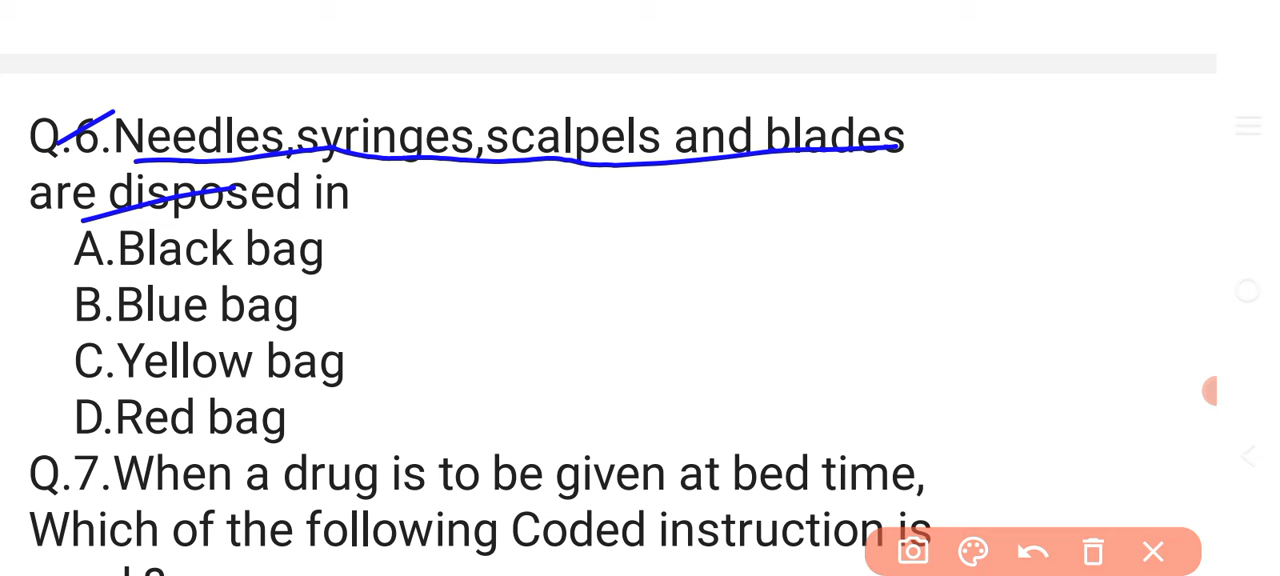 Q.6.Needles,syringes,scalpels and blades
are disposed in
A.Black bag
B.Blue bag
C.Yellow bag
D.Red bag
Q.7.When a drug is to be given at bed time,
Which of the following Coded instruction is